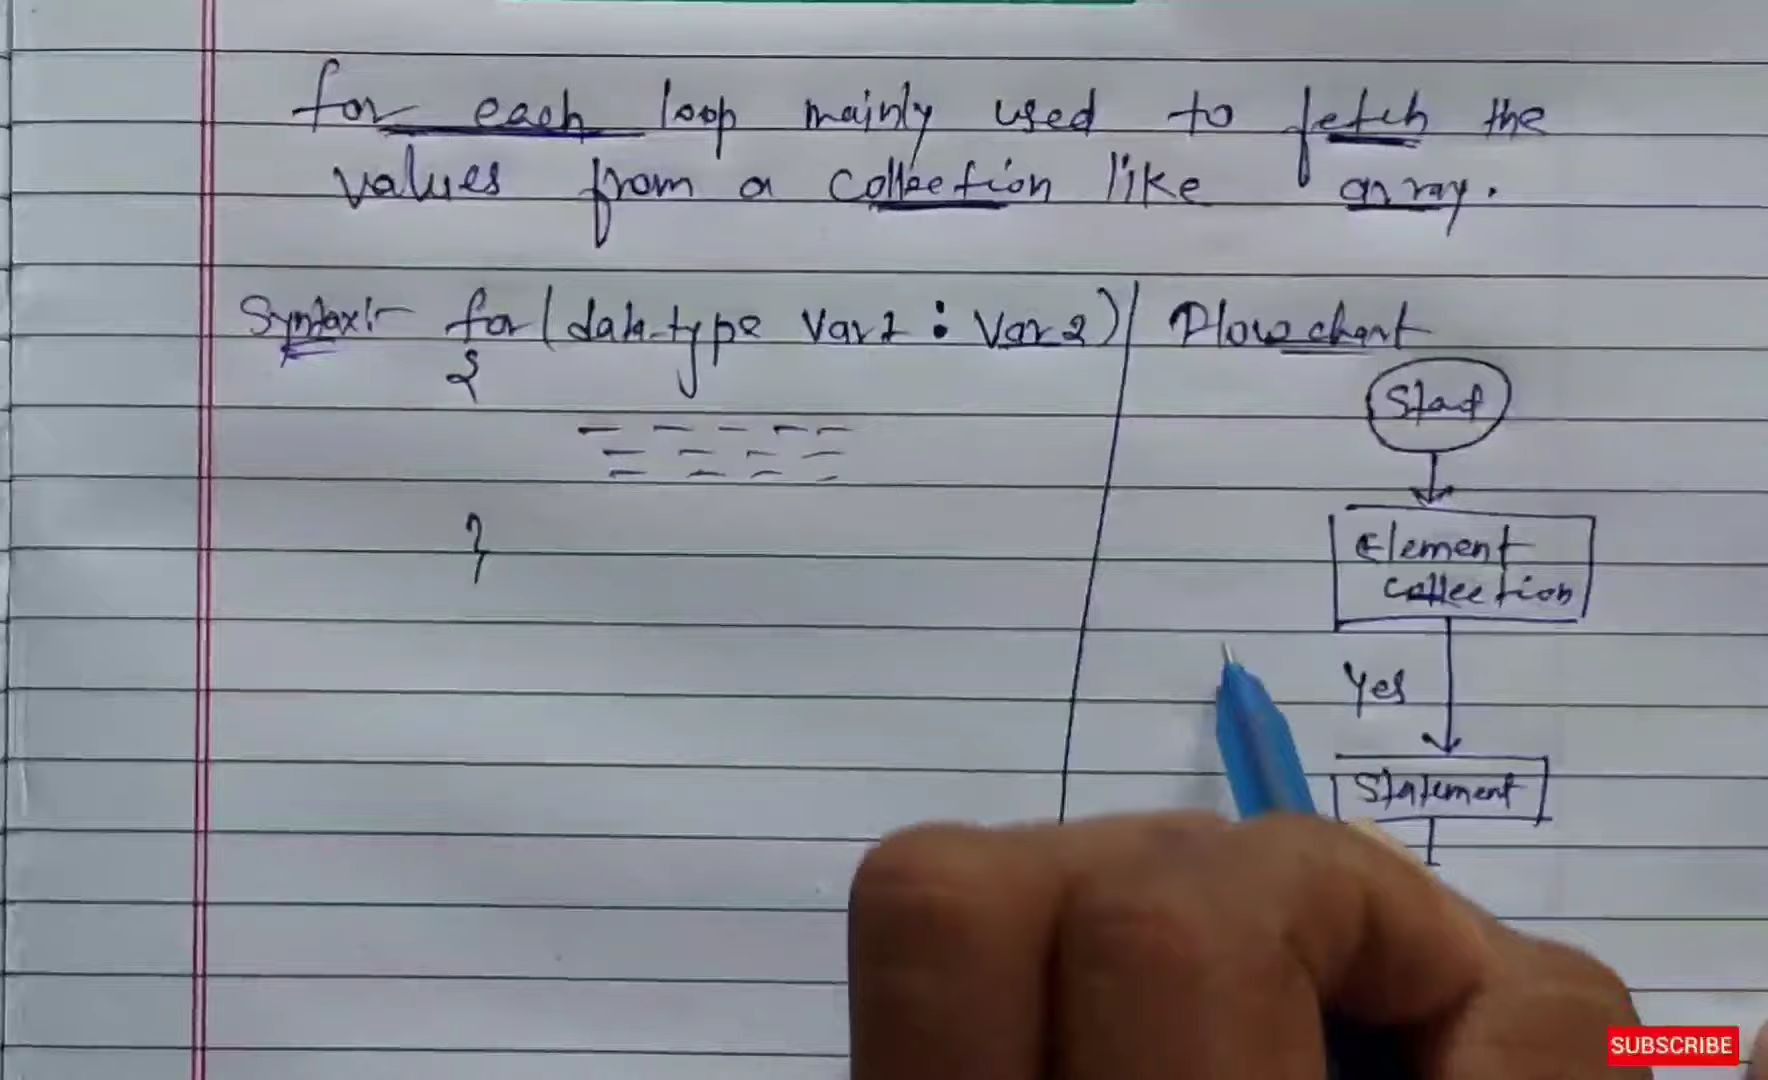 for each loop mainly used to fetch the
values from a collection like array.
Syntax:- for(data-type Var1 : Var2)
{
}
Flowchart
Start
Element
collection
Yes
Statement
SUBSCRIBE